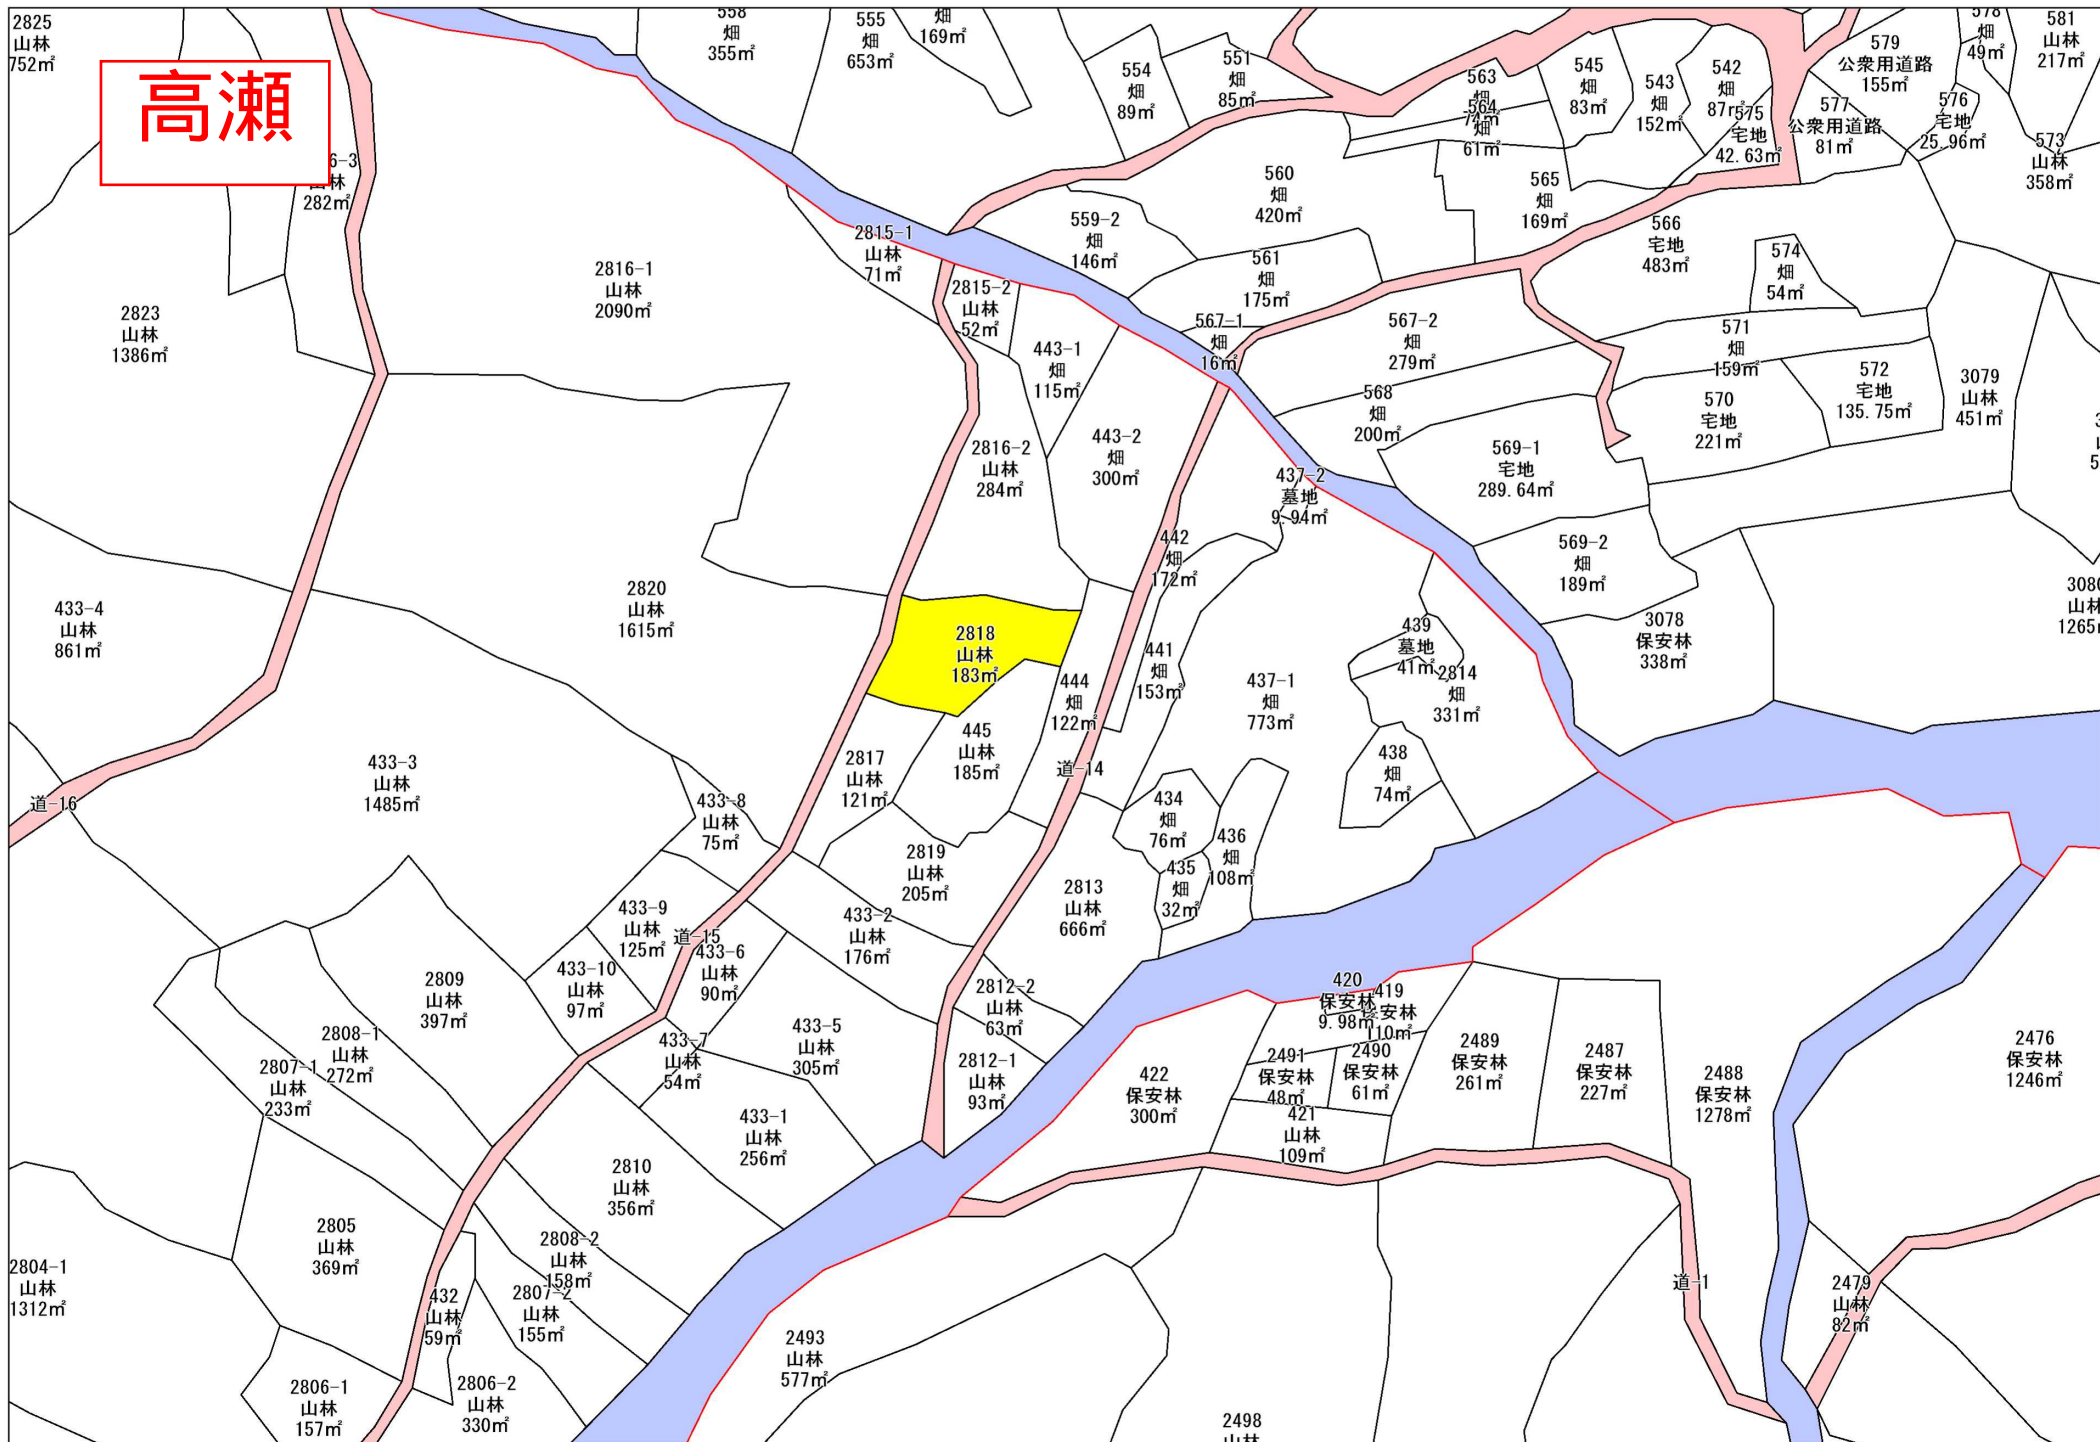 高瀬
2825
山林
752㎡
山林
282㎡
2823
山林
1386㎡
2816-1
山林
2090㎡
558
畑
355㎡
555
畑
653㎡
畑
169㎡
554
畑
89㎡
551
畑
85㎡
563
畑
74㎡
564
畑
61㎡
545
畑
83㎡
543
畑
152㎡
542
畑
575
宅地
42.63㎡
579
公衆用道路
155㎡
577
公衆用道路
81㎡
578
畑
49㎡
576
宅地
25.96㎡
581
山林
217㎡
573
山林
358㎡
560
畑
420㎡
565
畑
169㎡
559-2
畑
146㎡
561
畑
175㎡
566
宅地
483㎡
574
畑
54㎡
2815-1
山林
71㎡
2815-2
山林
52㎡
443-1
畑
115㎡
567-1
畑
16㎡
567-2
畑
279㎡
571
畑
159㎡
572
宅地
135.75㎡
3079
山林
451㎡
568
畑
200㎡
570
宅地
221㎡
2816-2
山林
284㎡
443-2
畑
300㎡
437-2
墓地
9.94㎡
569-1
宅地
289.64㎡
569-2
畑
189㎡
442
畑
172㎡
433-4
山林
861㎡
2820
山林
1615㎡
2818
山林
183㎡
441
畑
153㎡
444
畑
122㎡
437-1
畑
773㎡
439
墓地
41㎡
2814
畑
331㎡
3078
保安林
338㎡
山林
438
畑
74㎡
445
山林
185㎡
2817
山林
121㎡
道-14
433-3
山林
1485㎡
道-16
433-8
山林
75㎡
434
畑
76㎡
436
畑
108㎡
435
畑
32㎡
2819
山林
205㎡
2813
山林
666㎡
433-9
山林
125㎡
道-15
433-2
山林
176㎡
433-6
山林
90㎡
433-10
山林
97㎡
2809
山林
397㎡
2812-2
山林
63㎡
420
保安林
9.98㎡
419
保安林
110㎡
433-5
山林
305㎡
433-7
山林
54㎡
2808-1
山林
272㎡
2807-1
山林
233㎡
2812-1
山林
93㎡
422
保安林
300㎡
2491
保安林
48㎡
2490
保安林
61㎡
2489
保安林
261㎡
2487
保安林
227㎡
2488
保安林
1278㎡
2476
保安林
1246㎡
421
山林
109㎡
433-1
山林
256㎡
2810
山林
356㎡
2805
山林
369㎡
2804-1
山林
1312㎡
2808-2
山林
158㎡
2807-2
山林
155㎡
432
山林
59㎡
道-1
2479
山林
82㎡
2493
山林
577㎡
2806-1
山林
157㎡
2806-2
山林
330㎡
2498
山林